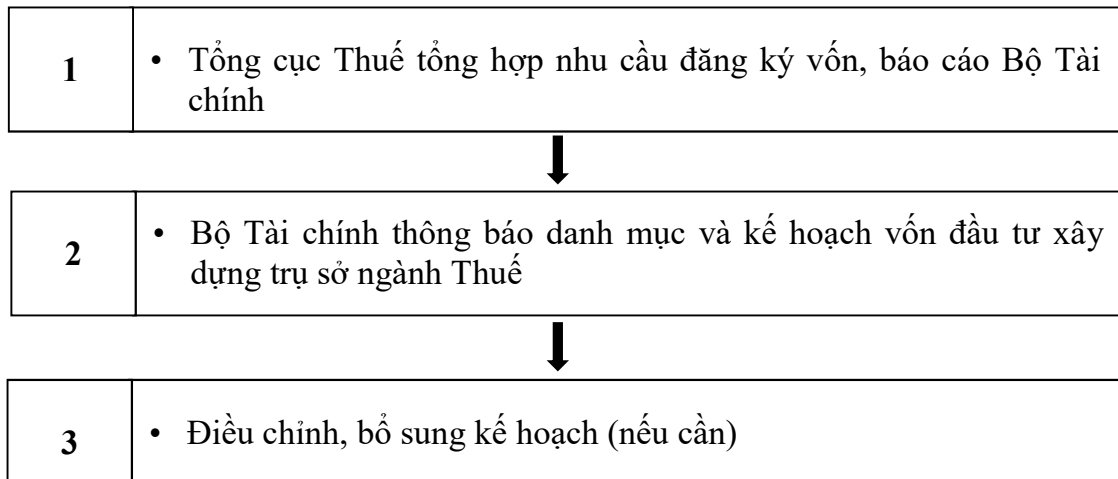 1
• Tổng cục Thuế tổng hợp nhu cầu đăng ký vốn, báo cáo Bộ Tài
chính
2
• Bộ Tài chính thông báo danh mục và kế hoạch vốn đầu tư xây
dựng trụ sở ngành Thuế
3
• Điều chỉnh, bổ sung kế hoạch (nếu cần)